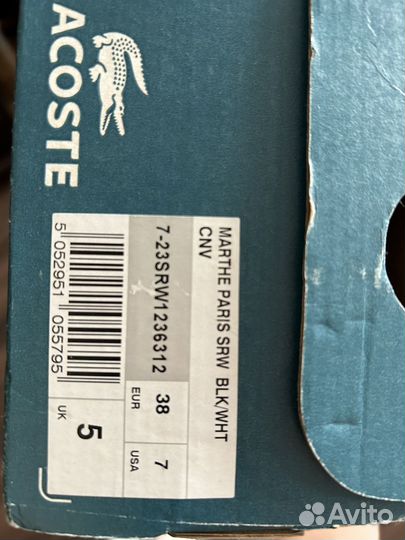 ACOSTE
MARTHE PARIS SRW BLK/WHT
CNV
7-23SRW1236312
38
EUR
7
USA
5
UK
5 052951 055795
Avito